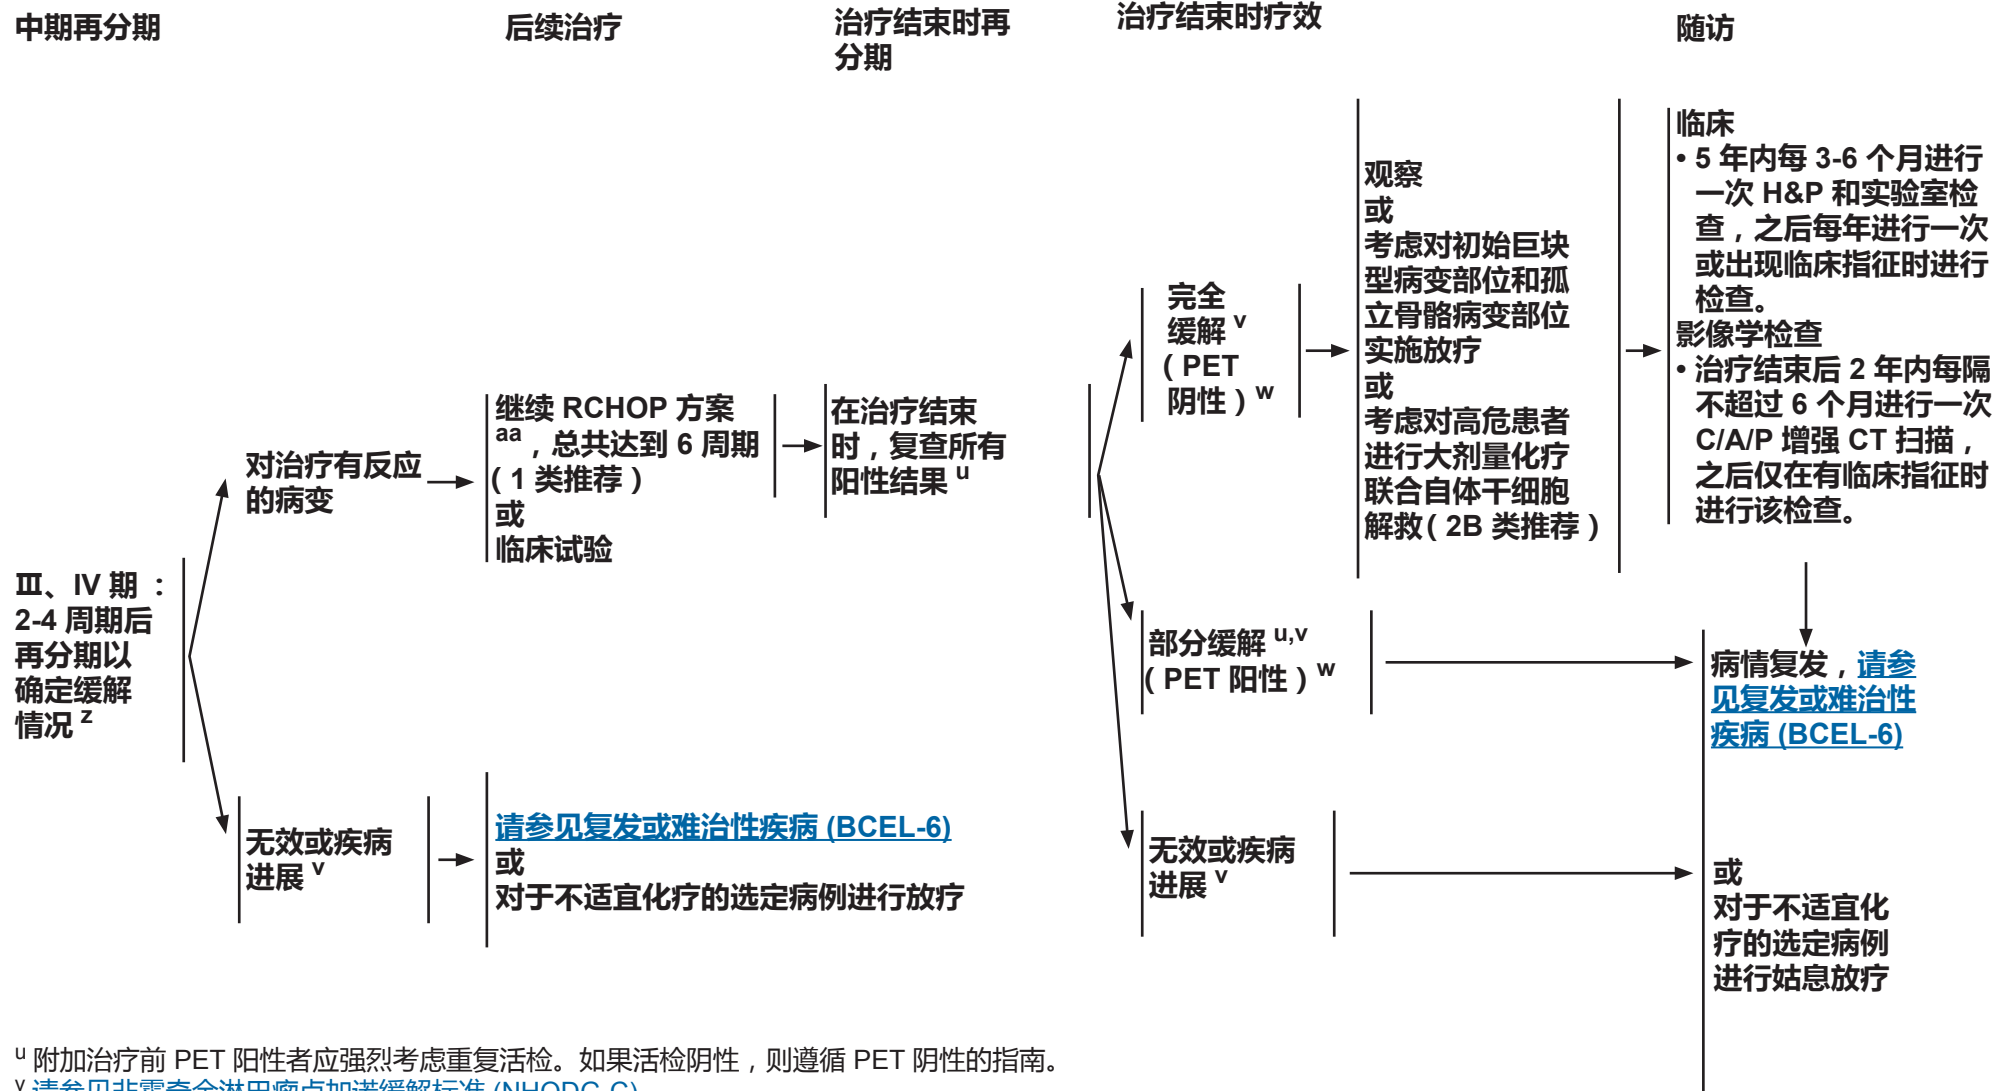 中期再分期
后续治疗
治疗结束时再
分期
治疗结束时疗效
随访
III、IV 期 ：
2-4 周期后
再分期以
确定缓解
情况 z
对治疗有反应
的病变
继续 RCHOP 方案
aa，总共达到 6 周期
（1 类推荐）
或
临床试验
在治疗结束
时，复查所有
阳性结果 u
完全
缓解 v
（PET
阴性）w
观察
或
考虑对初始巨块
型病变部位和孤
立骨骼病变部位
实施放疗
或
考虑对高危患者
进行大剂量化疗
联合自体干细胞
解救（2B 类推荐）
临床
• 5 年内每 3-6 个月进行
一次 H&P 和实验室检
查，之后每年进行一次
或出现临床指征时进行
检查。
影像学检查
• 治疗结束后 2 年内每隔
不超过 6 个月进行一次
C/A/P 增强 CT 扫描，
之后仅在有临床指征时
进行该检查。
部分缓解 u,v
（PET 阳性）w
病情复发，请参
见复发或难治性
疾病 (BCEL-6)
无效或疾病
进展 v
请参见复发或难治性疾病 (BCEL-6)
或
对于不适宜化疗的选定病例进行放疗
无效或疾病
进展 v
或
对于不适宜化
疗的选定病例
进行姑息放疗
u 附加治疗前 PET 阳性者应强烈考虑重复活检。如果活检阴性，则遵循 PET 阴性的指南。
v 请参见非霍奇金淋巴瘤卢加诺缓解标准 (NHODG-C)